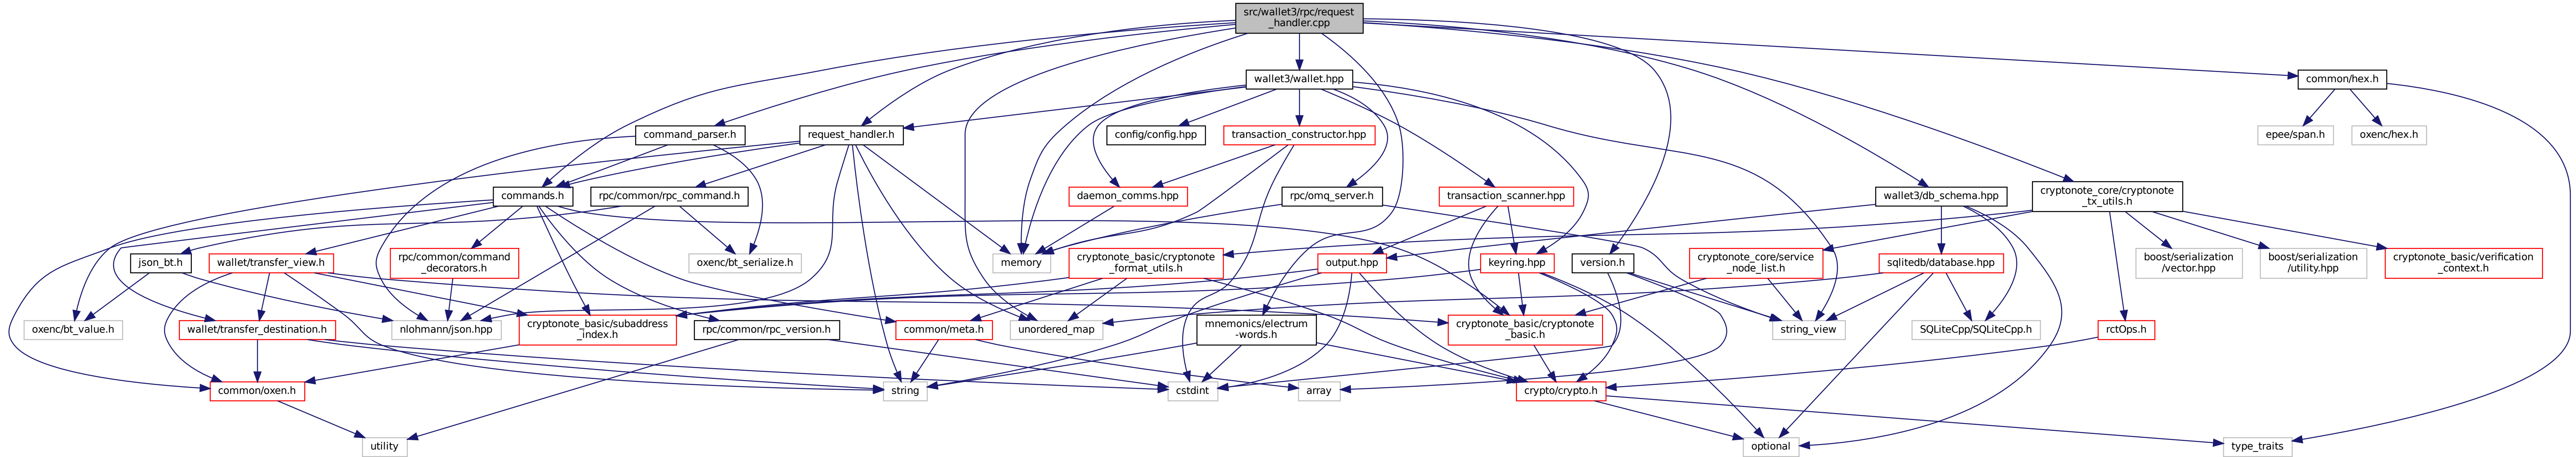 src/wallet3/rpc/request
_handler.cpp
wallet3/wallet.hpp
common/hex.h
command_parser.h
request_handler.h
config/config.hpp
transaction_constructor.hpp
epee/span.h
oxenc/hex.h
commands.h
rpc/common/rpc_command.h
daemon_comms.hpp
rpc/omq_server.h
transaction_scanner.hpp
wallet3/db_schema.hpp
cryptonote_core/cryptonote
_tx_utils.h
json_bt.h
wallet/transfer_view.h
rpc/common/command
_decorators.h
oxenc/bt_serialize.h
memory
cryptonote_basic/cryptonote
_format_utils.h
output.hpp
keyring.hpp
version.h
cryptonote_core/service
_node_list.h
sqlitedb/database.hpp
boost/serialization
/vector.hpp
boost/serialization
/utility.hpp
cryptonote_basic/verification
_context.h
oxenc/bt_value.h
wallet/transfer_destination.h
nlohmann/json.hpp
cryptonote_basic/subaddress
_index.h
rpc/common/rpc_version.h
common/meta.h
unordered_map
mnemonics/electrum
-words.h
cryptonote_basic/cryptonote
_basic.h
string_view
SQLiteCpp/SQLiteCpp.h
rctOps.h
common/oxen.h
string
cstdint
array
crypto/crypto.h
utility
optional
type_traits